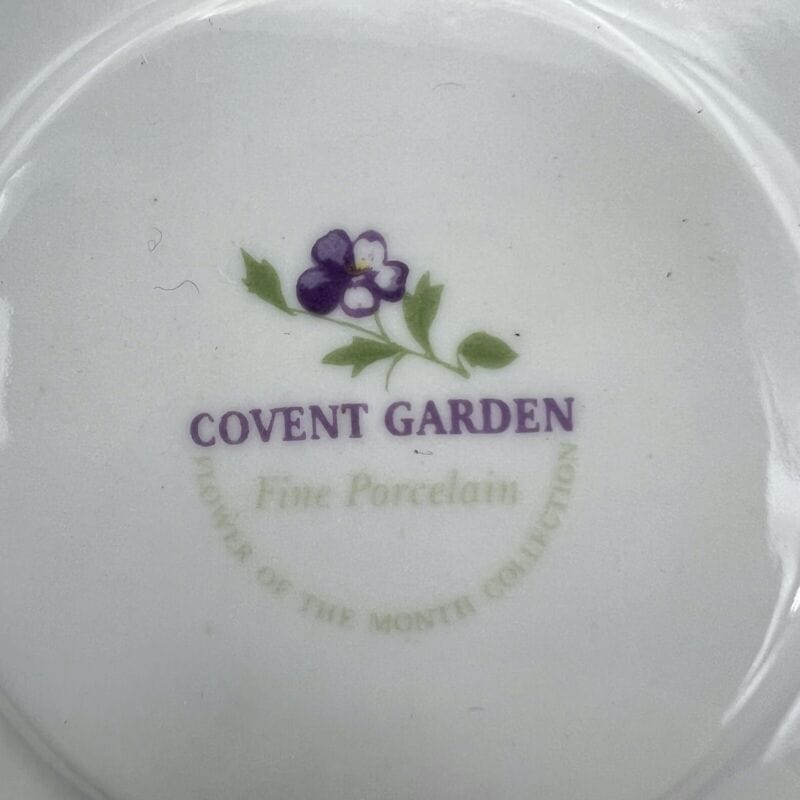 COVENT GARDEN
Fine Porcelain
FLOWER OF THE MONTH COLLECTION